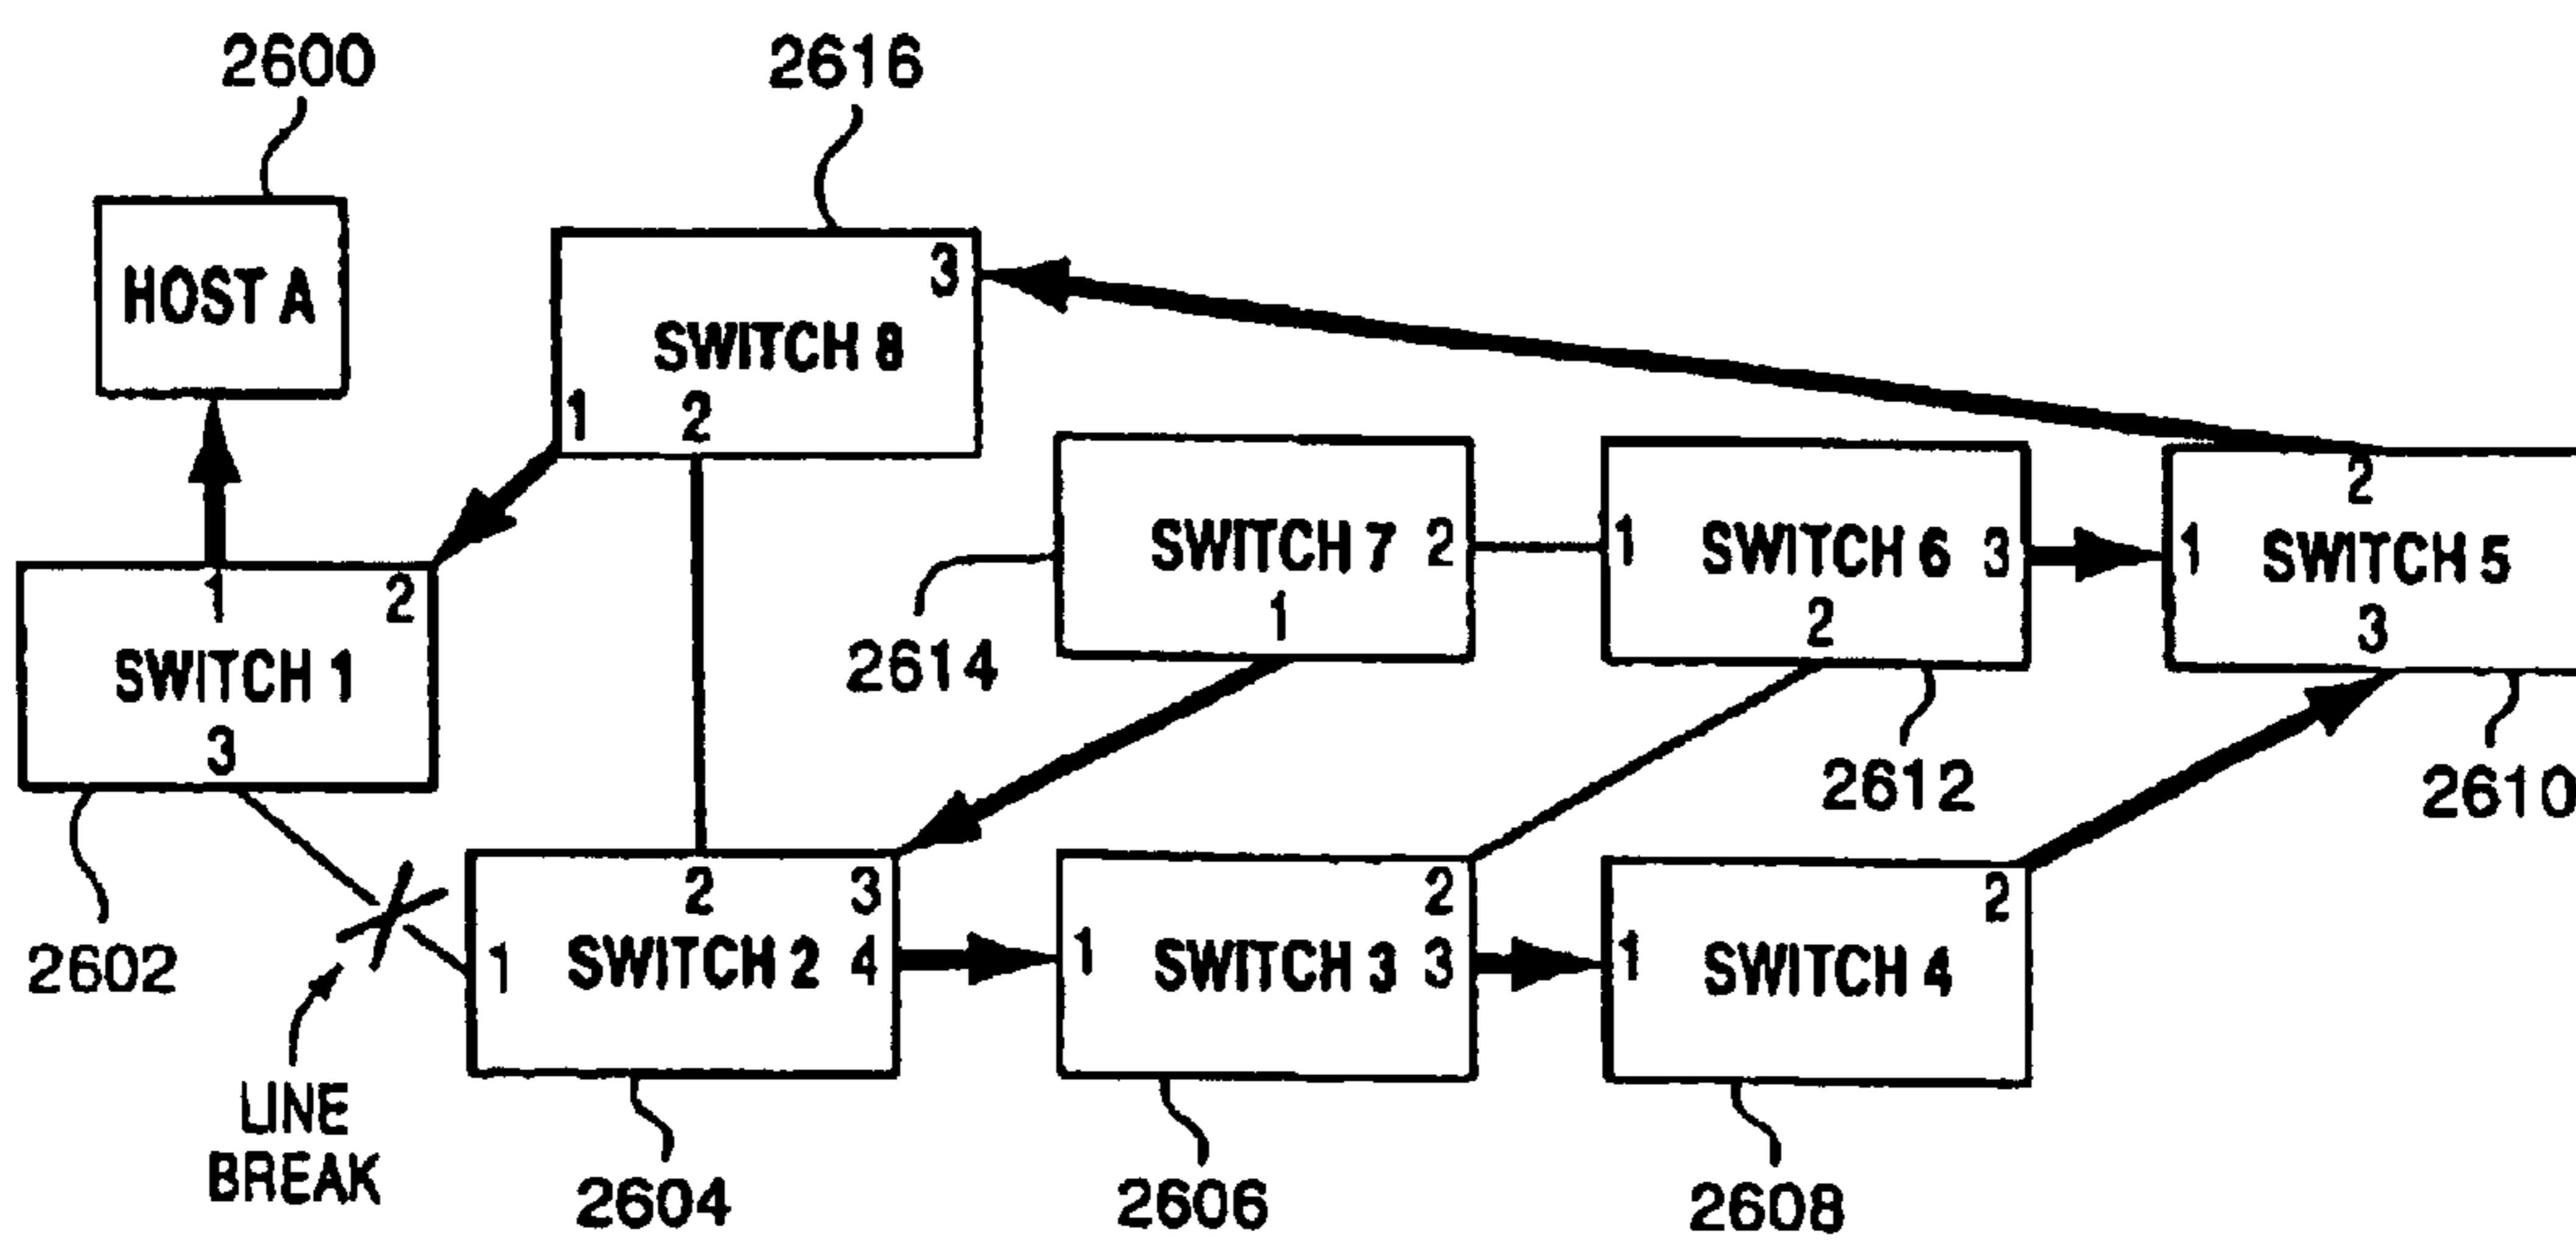 2600
2616
HOST A
3
SWITCH 8
1 2
2
SWITCH 7 2
1
1 SWITCH 6 3
2
1 SWITCH 5
3
1 2
SWITCH 1
3
2614
2612
2610
2 3
1 SWITCH 2 4
2
1 SWITCH 3 3
2
1 SWITCH 4
2602
LINE
BREAK
2604
2606
2608